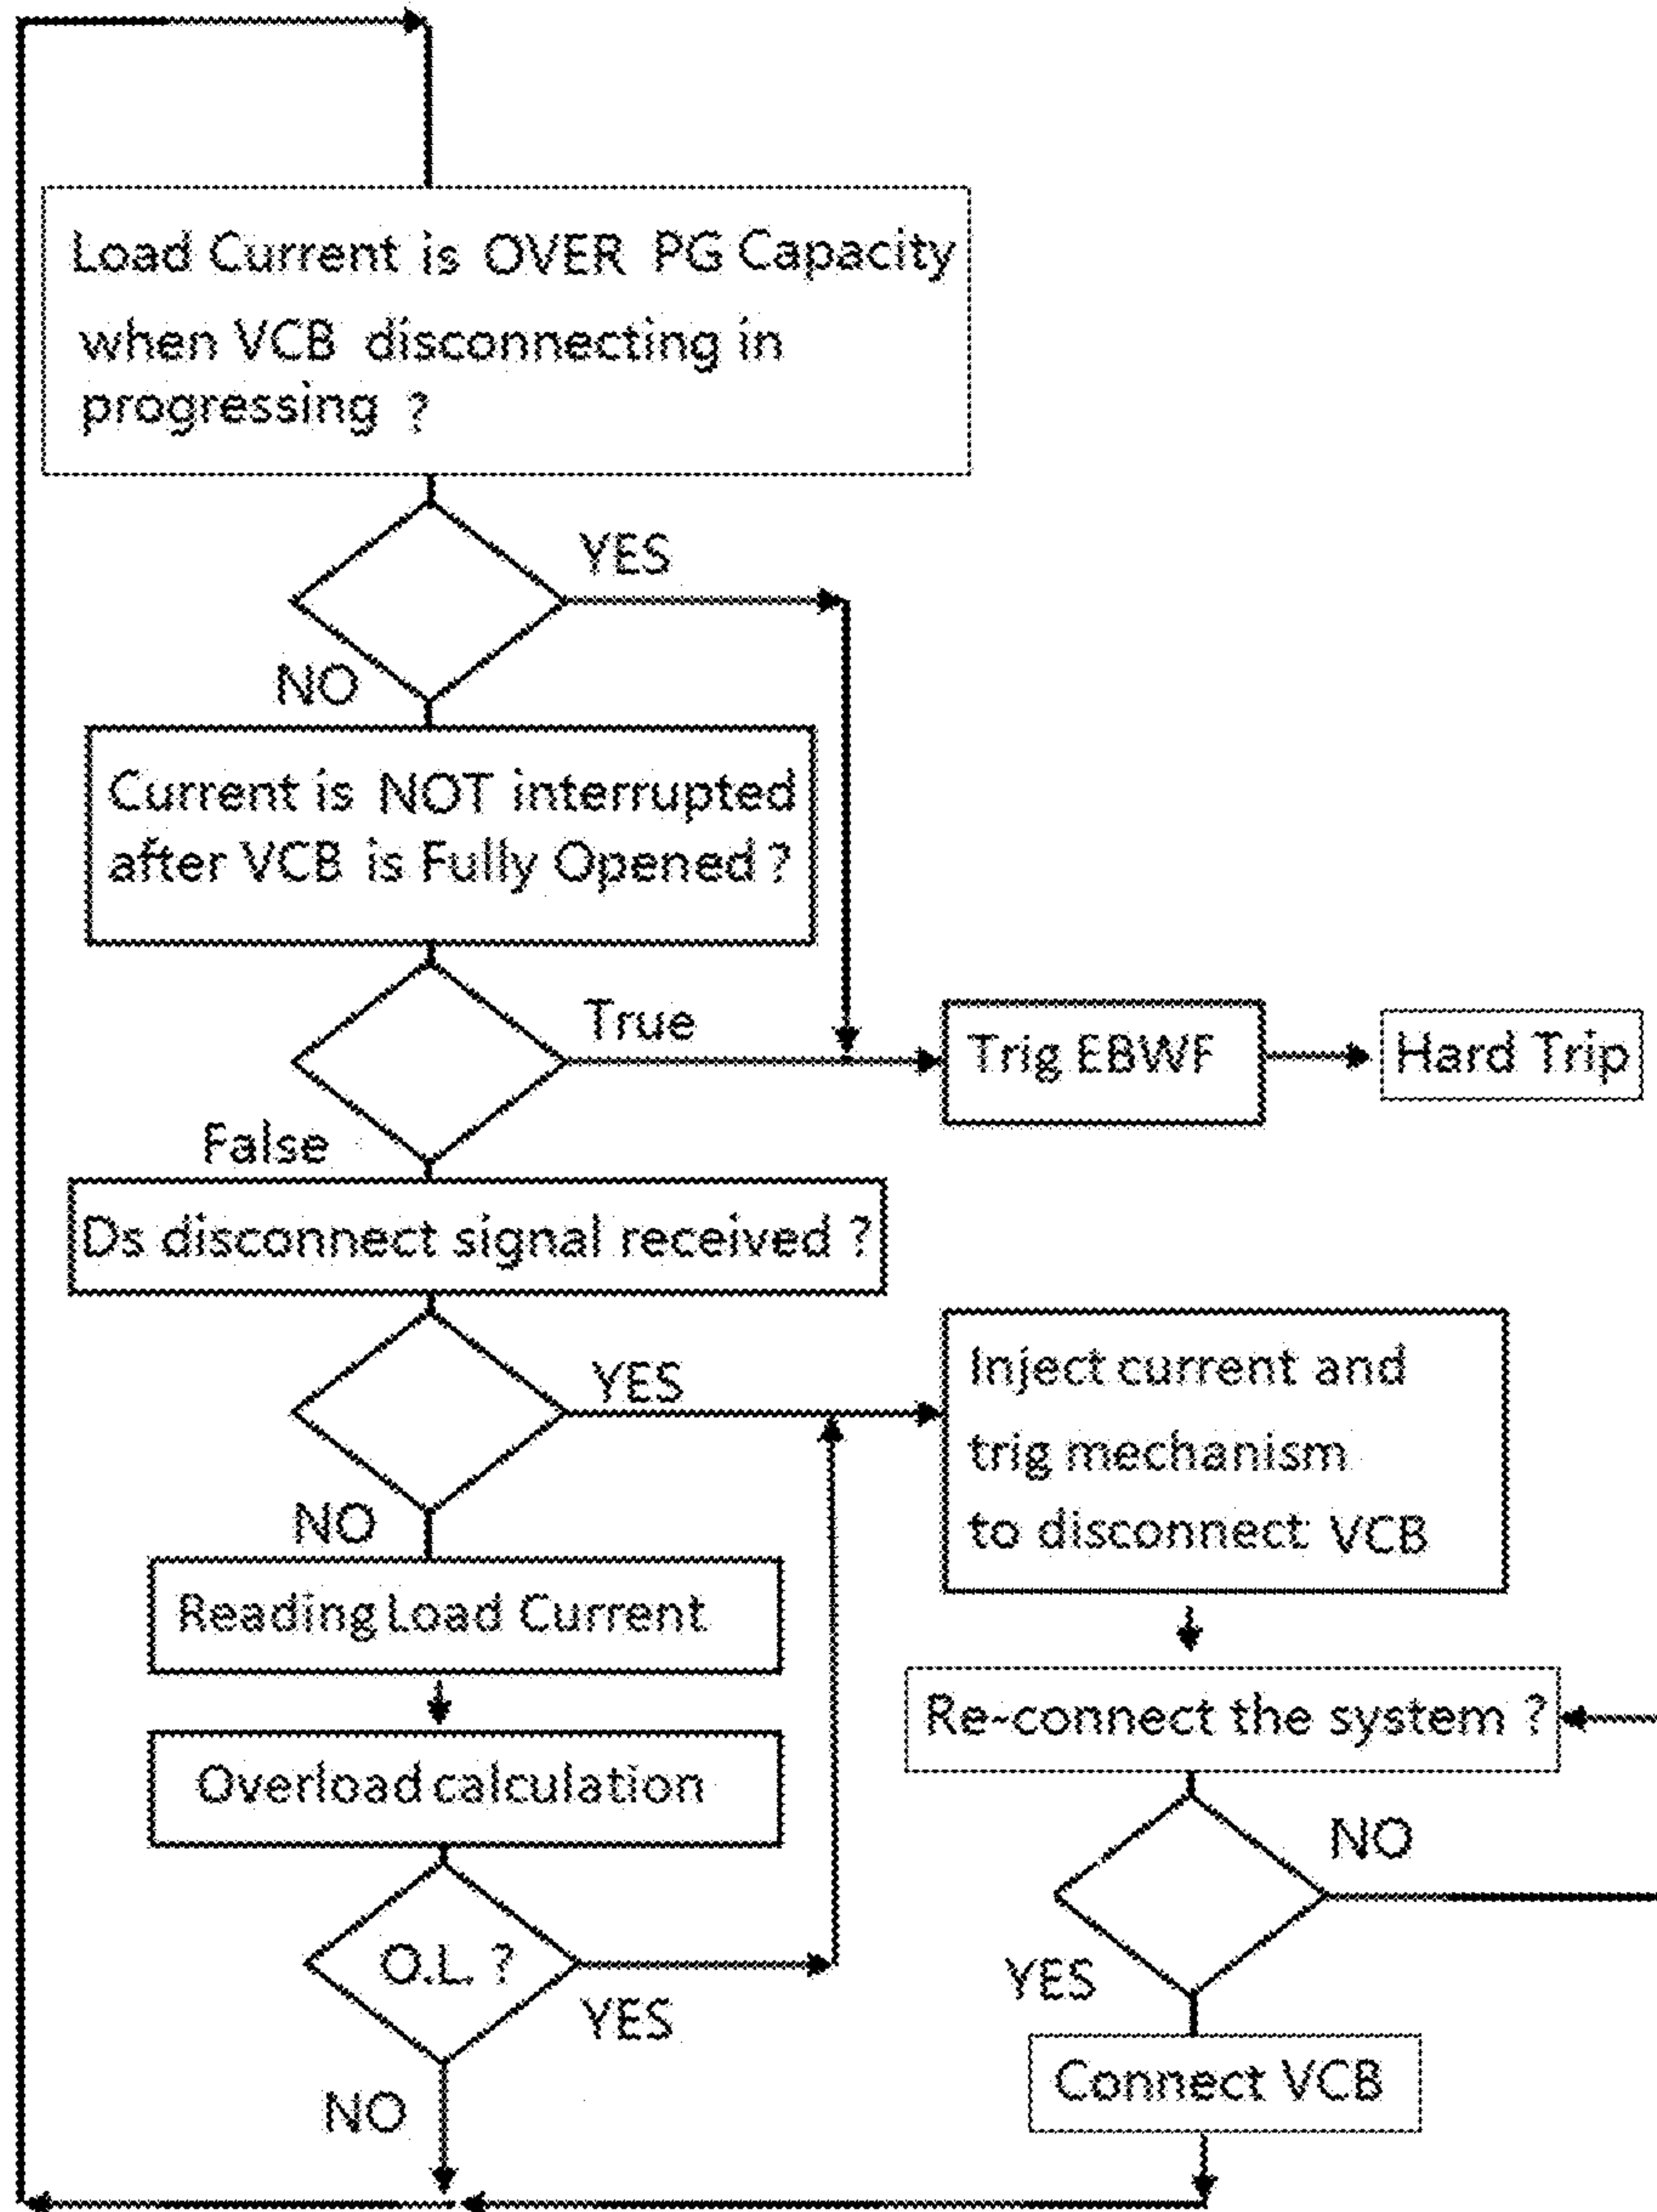 Load Current is OVER PG Capacity
when VCB disconnecting in
progressing ?
YES
NO
Current is NOT interrupted
after VCB is Fully Opened ?
True
Trig EBWF
Hard Trip
False
Ds disconnect signal received ?
YES
Inject current and
trig mechanism
to disconnect VCB
NO
Reading Load Current
Re-connect the system ?
Overload calculation
NO
O.L. ?
YES
YES
Connect VCB
NO